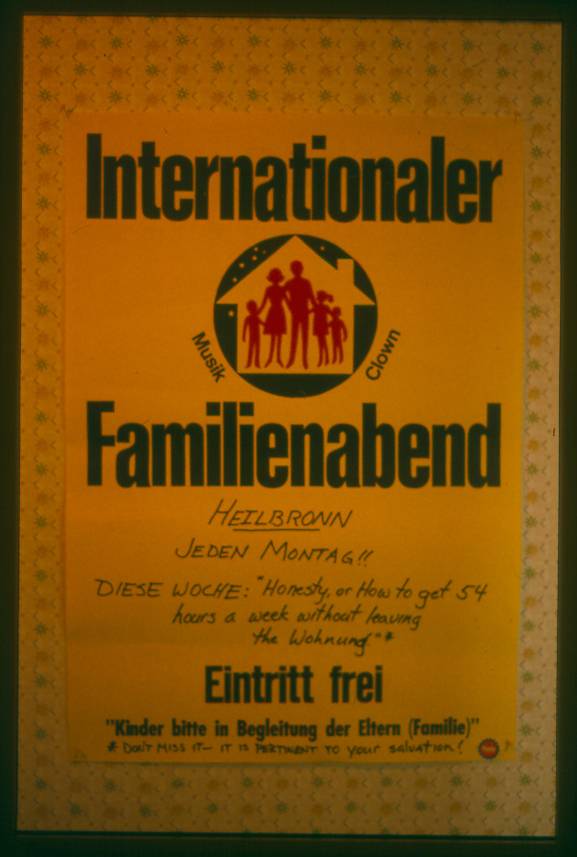 Internationaler
Musik
Clown
Familienabend
HEILBRONN
JEDEN MONTAG!!
DIESE WOCHE: "Honesty, or How to get 54
hours a week without leaving
the Wohnung"*
Eintritt frei
"Kinder bitte in Begleitung der Eltern (Familie)"
* DON'T MISS IT— IT IS PERTINENT to your salvation!